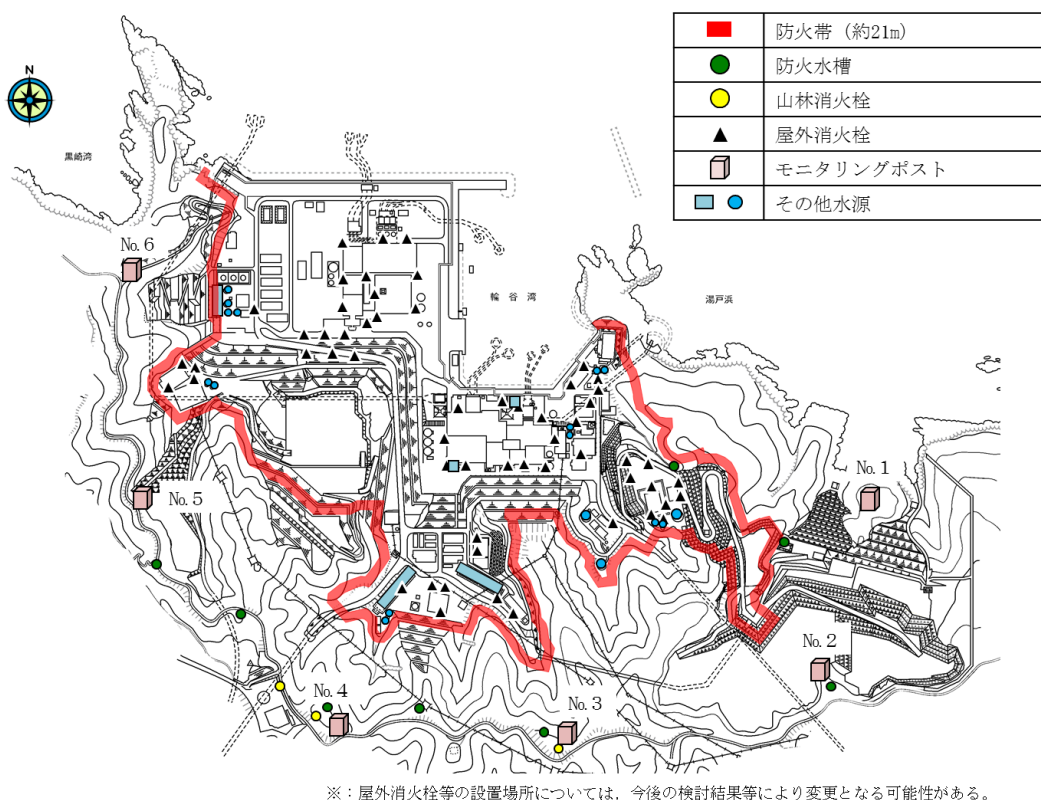 防火帯（約21m）
防火水槽
山林消火栓
屋外消火栓
モニタリングポスト
その他水源
N
黒崎湾
No.6
輪谷湾
湯戸浜
No.1
No.5
No.2
No.4
No.3
※：屋外消火栓等の設置場所については，今後の検討結果等により変更となる可能性がある。